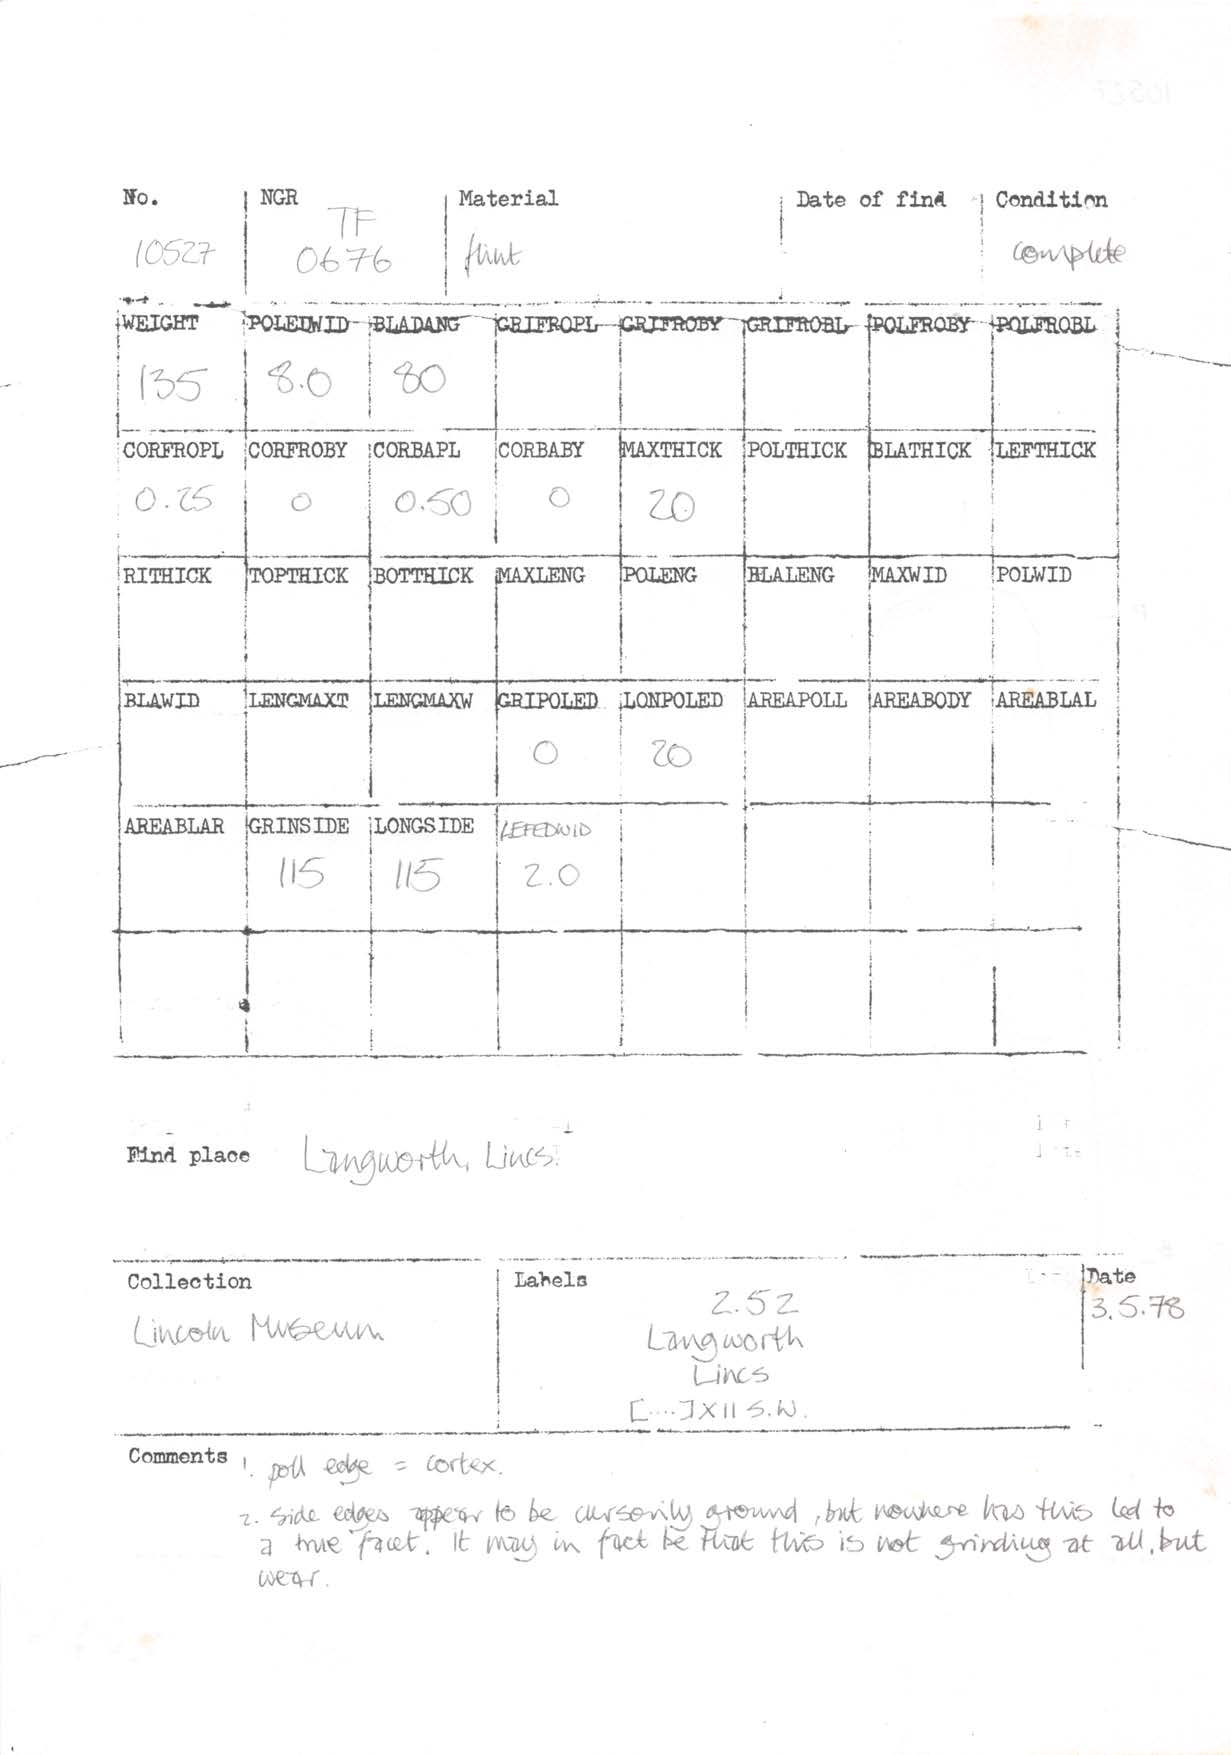 No. NGR Material Date of find Condition
TF
10527 0676 flint complete
WEIGHT POLEDWID BLADANG GRIFROPL GRIFROBY GRIFROBL POLFROBY POLFROBL
135 8.0 80
CORFROPL CORFROBY CORBAPL CORBABY MAXTHICK POLTHICK BLATHICK LEFTHICK
0.25 0 0.50 0 20
RITHICK TOPTHICK BOTTHICK MAXLENG POLENG BLALENG MAXWID POLWID
BLAWID LENGMAXT LENGMAXW GRIPOLED LONPOLED AREAPOLL AREABODY AREABLAL
0 20
AREABLAR GRINSIDE LONGSIDE LEFEDWID
115 115 2.0
Find place Langworth, Lincs.
Collection Labels Date
Lincoln Museum 2.52 3.5.78
Langworth
Lincs
[....]XII S.W.
Comments 1. poll edge = cortex.
2. side edges appear to be cursorily ground, but nowhere has this led to
a true facet. It may in fact be that this is not grinding at all, but
wear.